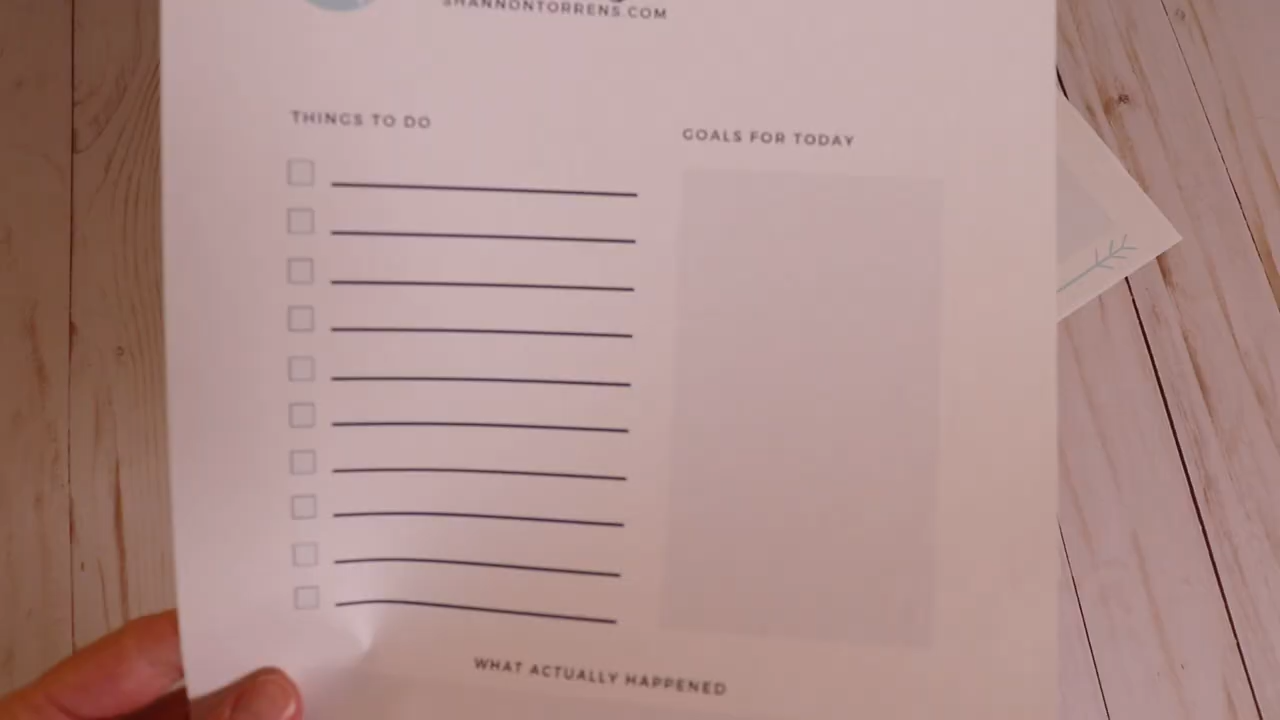 SHANNONTORRENS.COM
THINGS TO DO
GOALS FOR TODAY
WHAT ACTUALLY HAPPENED